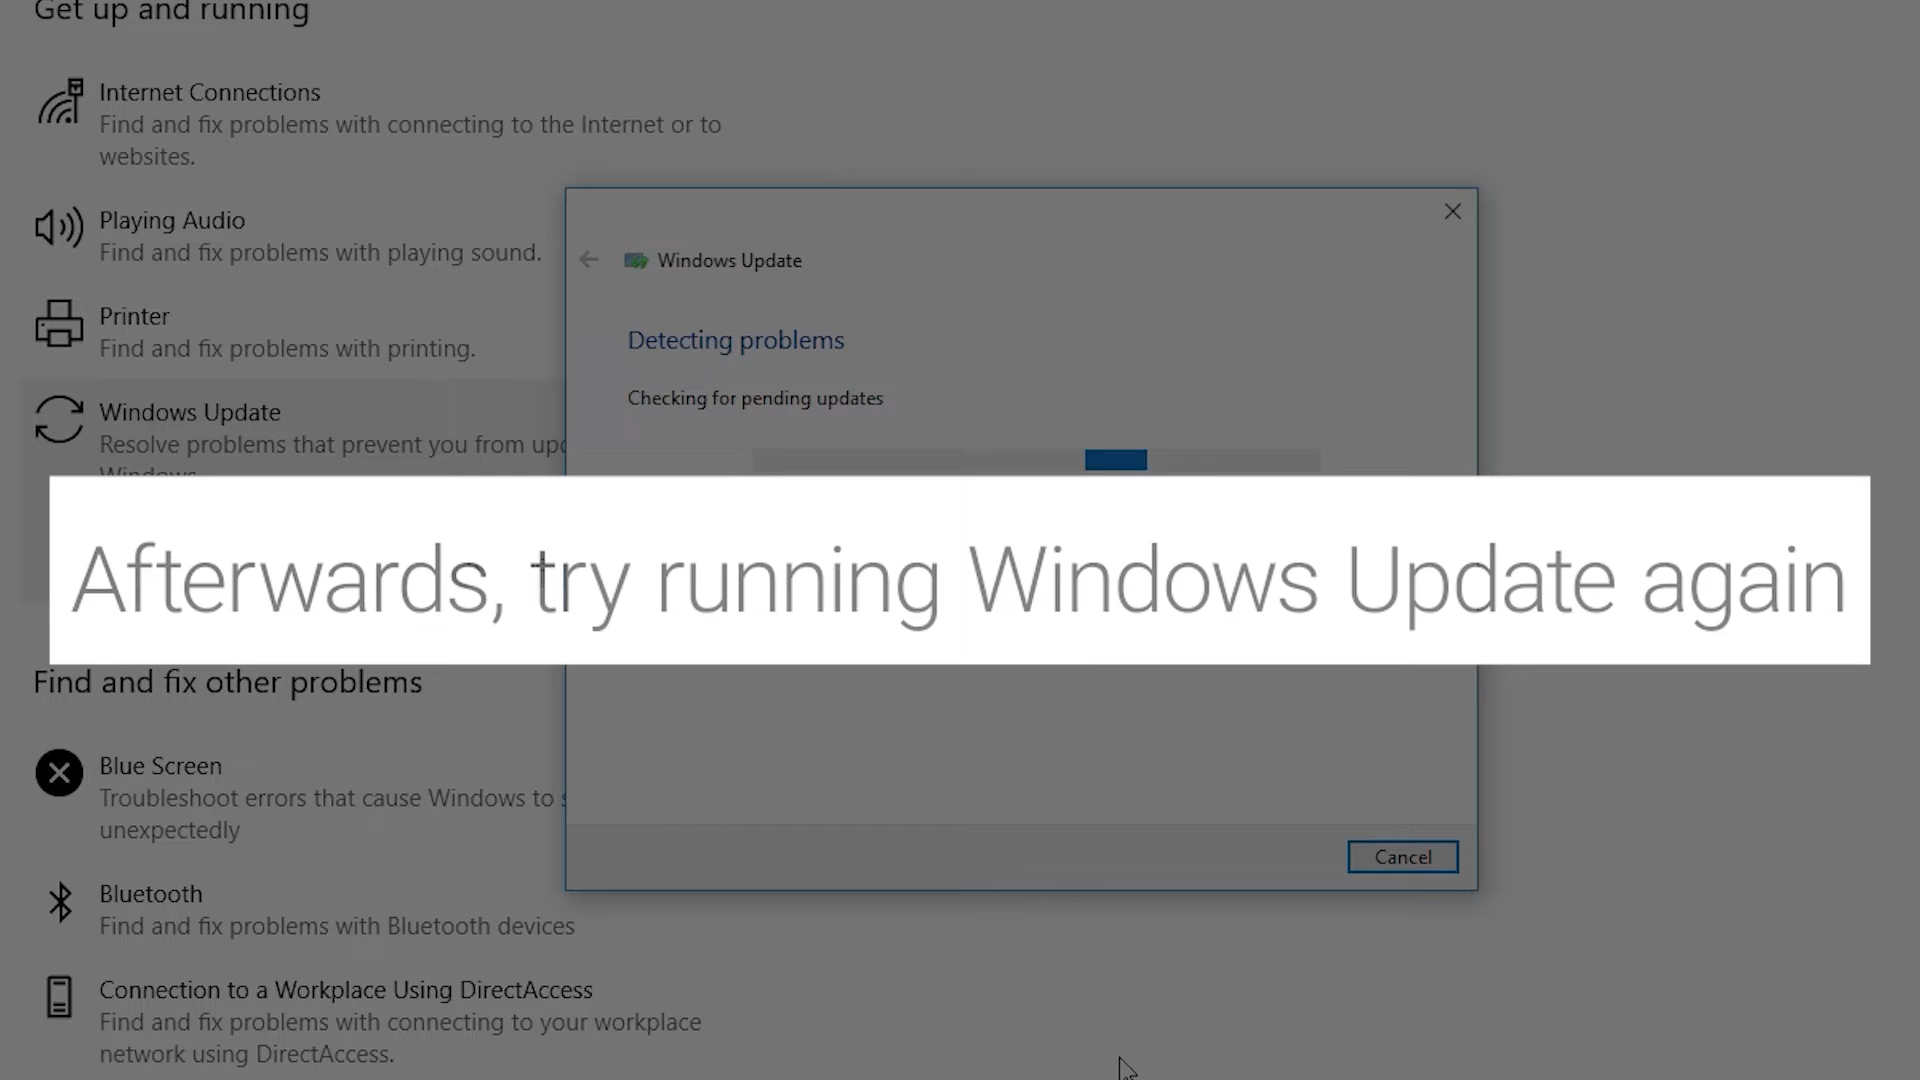 Get up and running
Internet Connections
Find and fix problems with connecting to the Internet or to
websites.
Playing Audio
Find and fix problems with playing sound.
Printer
Find and fix problems with printing.
Windows Update
Resolve problems that prevent you from
Windows
Windows Update
Detecting problems
Checking for pending updates
Afterwards, try running Windows Update again
Find and fix other problems
Blue Screen
Troubleshoot errors that cause Windows to
unexpectedly
Bluetooth
Find and fix problems with Bluetooth devices
Connection to a Workplace Using DirectAccess
Find and fix problems with connecting to your workplace
network using DirectAccess.
Cancel